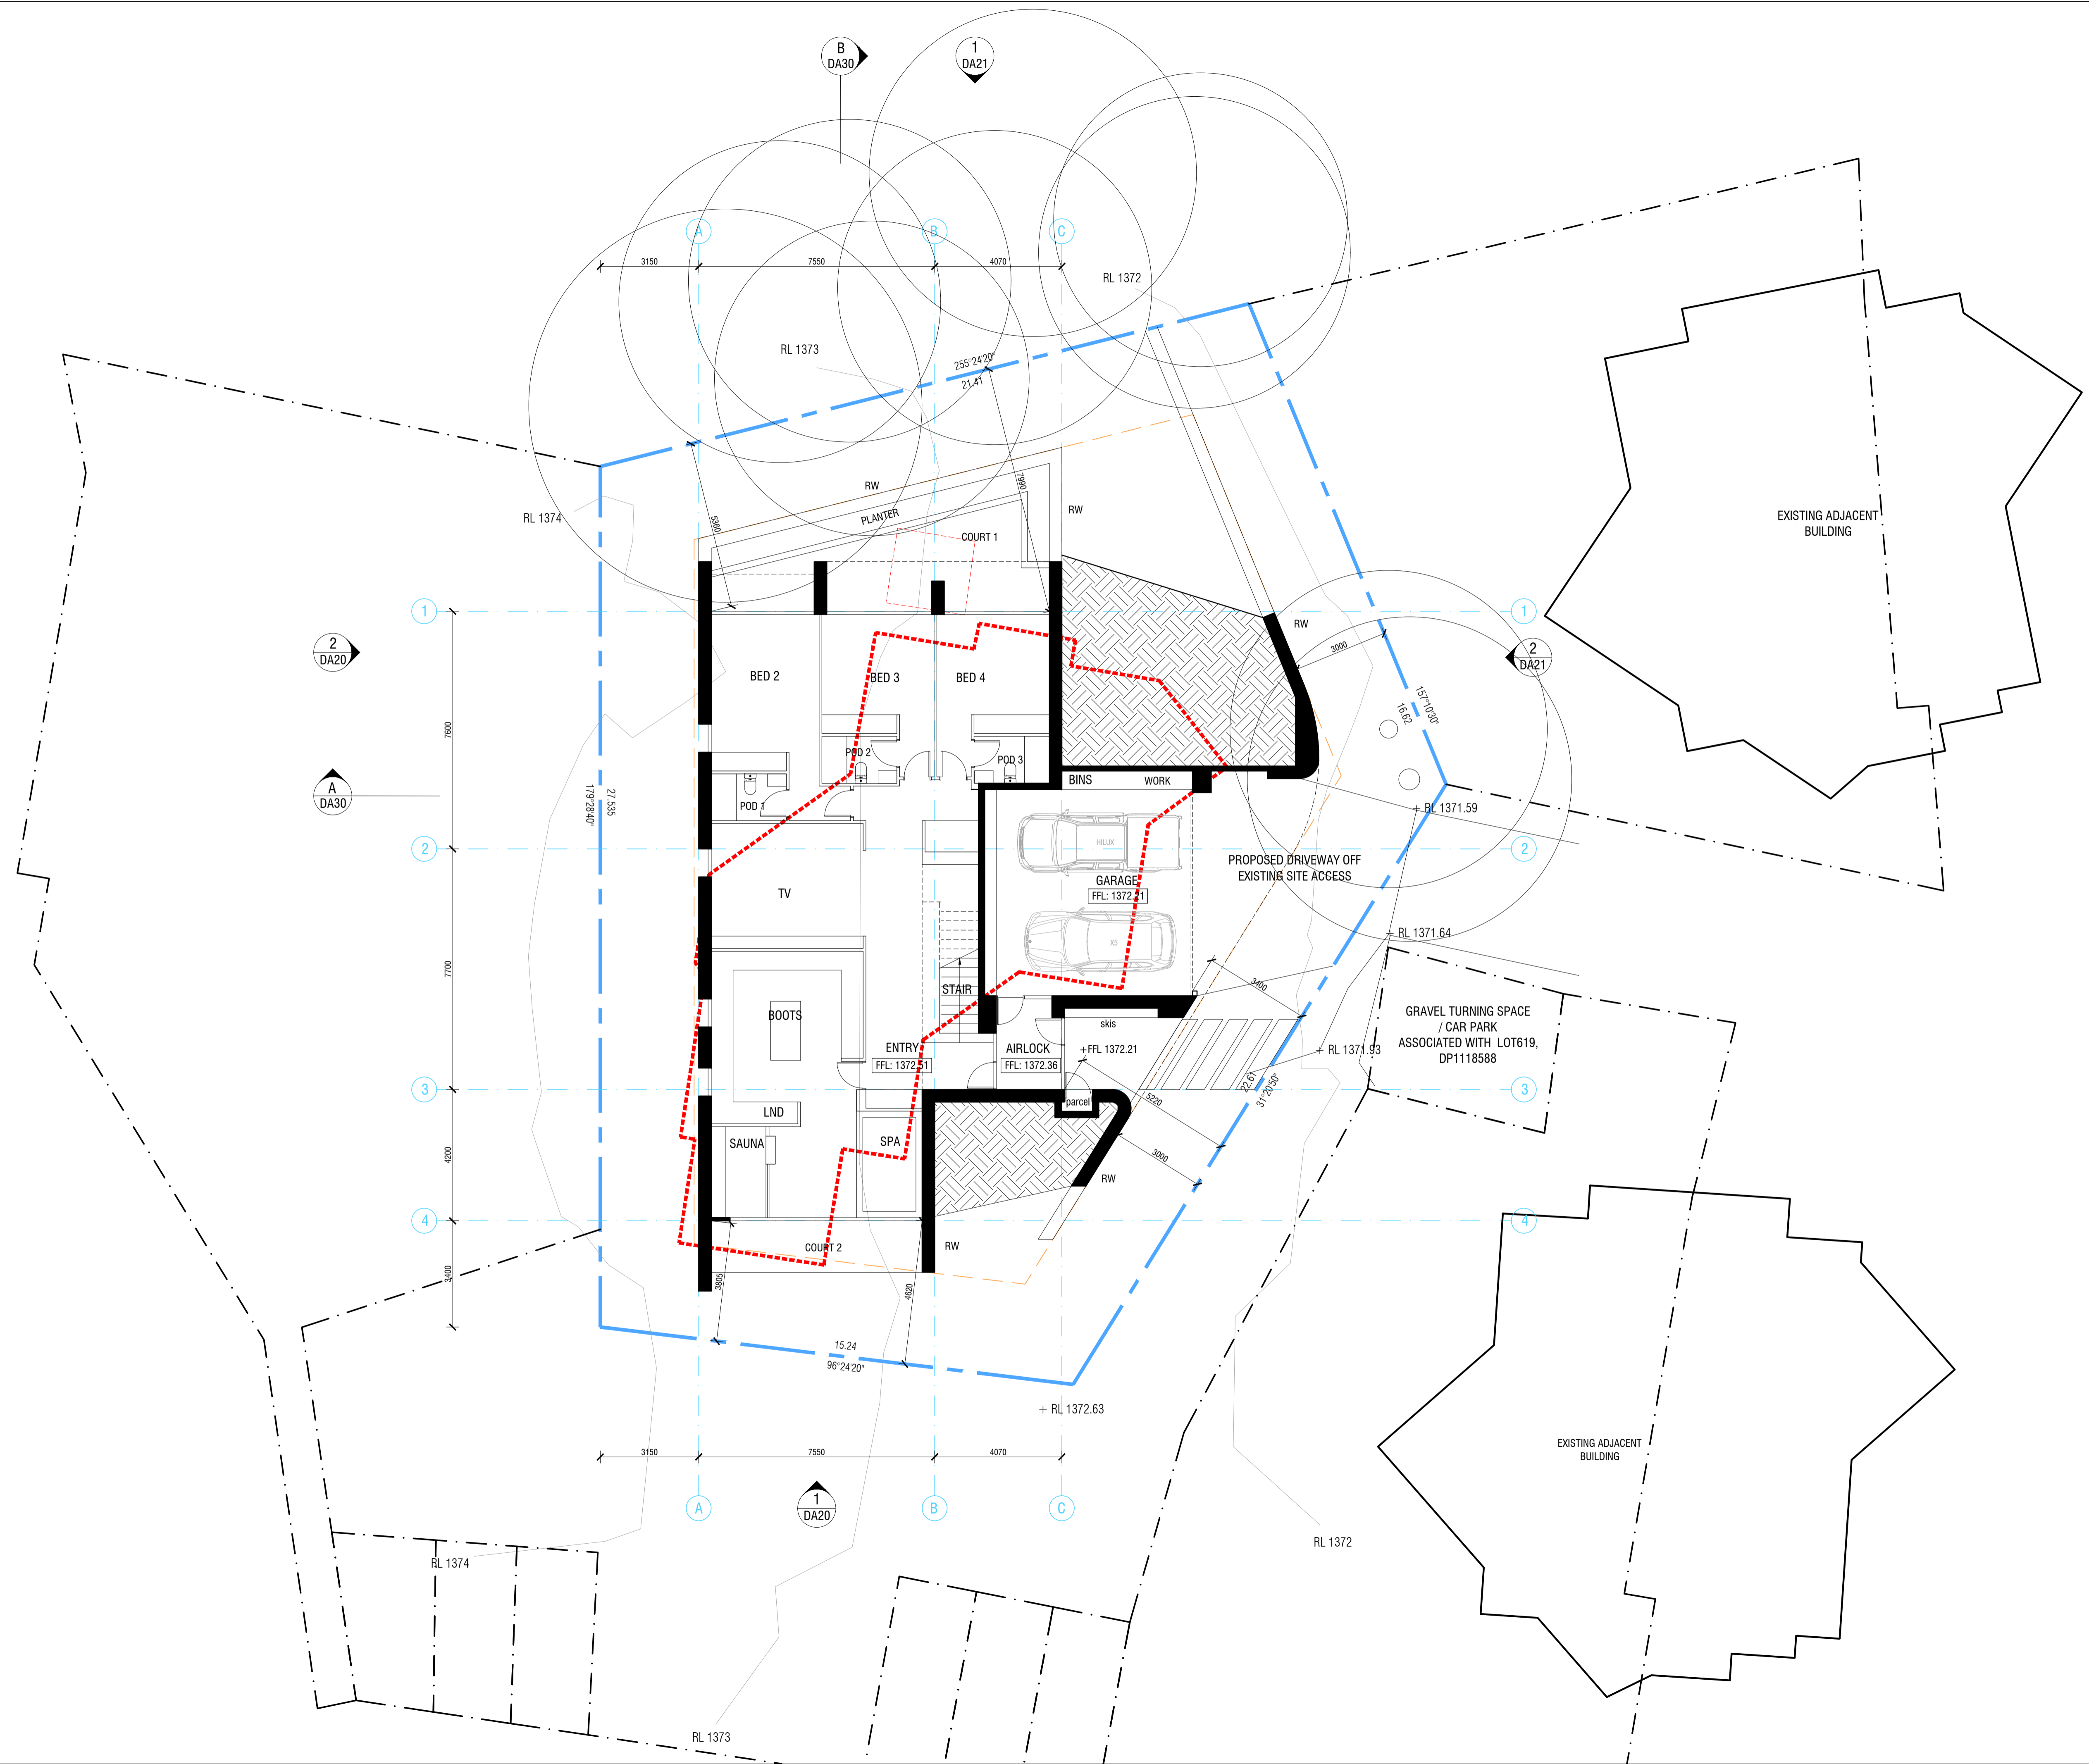 B
DA30
1
DA21
A
B
C
3150
7550
4070
RL 1372
RL 1373
255°24'20"
21.41
RL 1374
RW
PLANTER
5360
7990
RW
COURT 1
EXISTING ADJACENT
BUILDING
1
1
RW
3000
2
DA20
2
DA21
BED 2
BED 3
BED 4
157°10'30"
16.62
7600
POD 2
POD 3
BINS
WORK
A
DA30
27.535
179°28'40"
POD 1
RL 1371.59
HILUX
2
2
PROPOSED DRIVEWAY OFF
EXISTING SITE ACCESS
GARAGE
FFL: 1372.21
TV
RL 1371.64
X5
7700
STAIR
3400
BOOTS
skis
GRAVEL TURNING SPACE
/ CAR PARK
ASSOCIATED WITH LOT619,
DP1118588
ENTRY
FFL: 1372.51
AIRLOCK
FFL: 1372.36
+FFL 1372.21
+ RL 1371.93
22.61
31°20'50"
3
3
parcel
5220
LND
SAUNA
SPA
4200
3000
RW
4
4
COURT 2
RW
3400
3805
4620
15.24
96°24'20"
+ RL 1372.63
EXISTING ADJACENT
BUILDING
3150
7550
4070
1
DA20
A
B
C
RL 1372
RL 1374
RL 1373